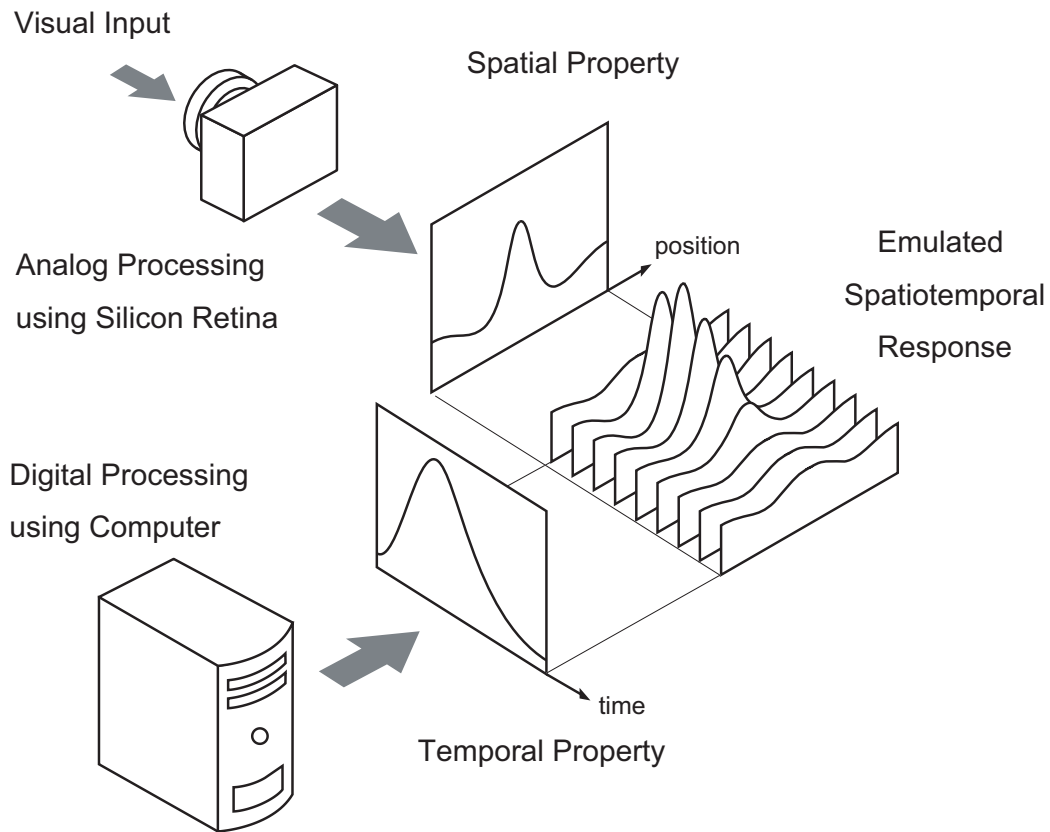 Visual Input
Spatial Property
position
Analog Processing
using Silicon Retina
Emulated
Spatiotemporal
Response
Digital Processing
using Computer
time
Temporal Property